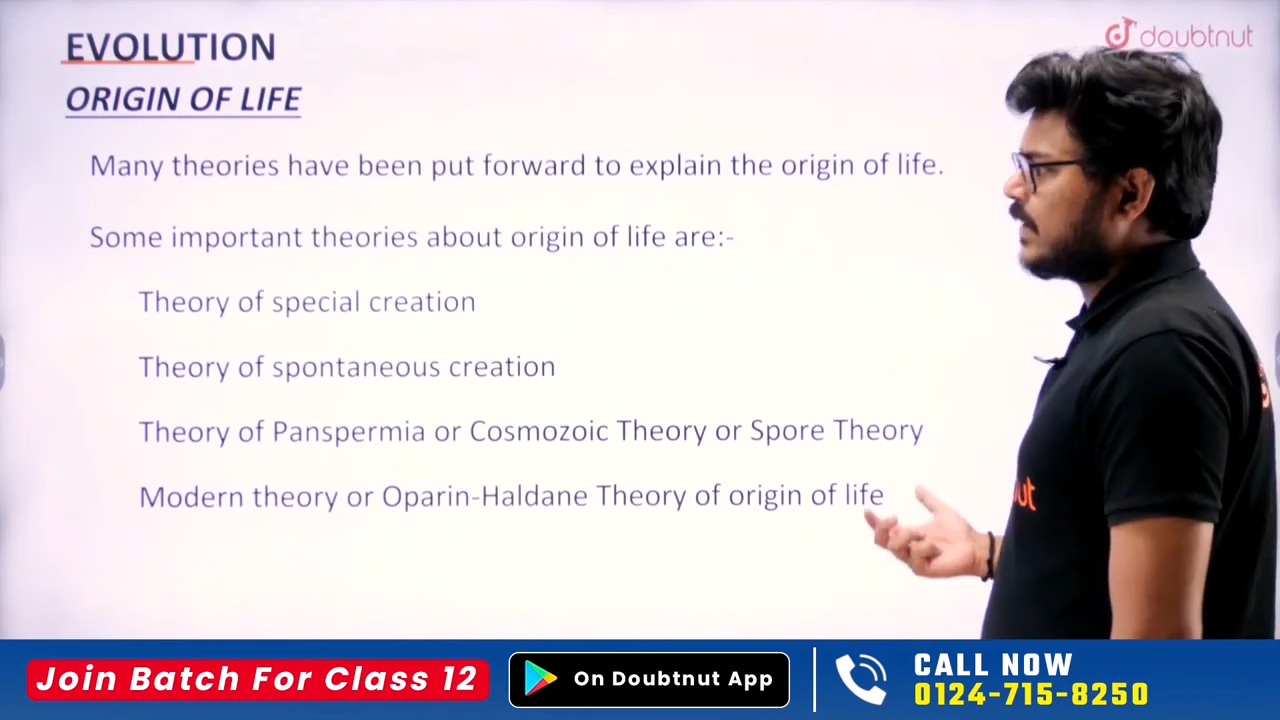 EVOLUTION
doubtnut
ORIGIN OF LIFE
Many theories have been put forward to explain the origin of life.
Some important theories about origin of life are:-
Theory of special creation
Theory of spontaneous creation
Theory of Panspermia or Cosmozoic Theory or Spore Theory
Modern theory or Oparin-Haldane Theory of origin of life
ut
Join Batch For Class 12
On Doubtnut App
CALL NOW
0124-715-8250